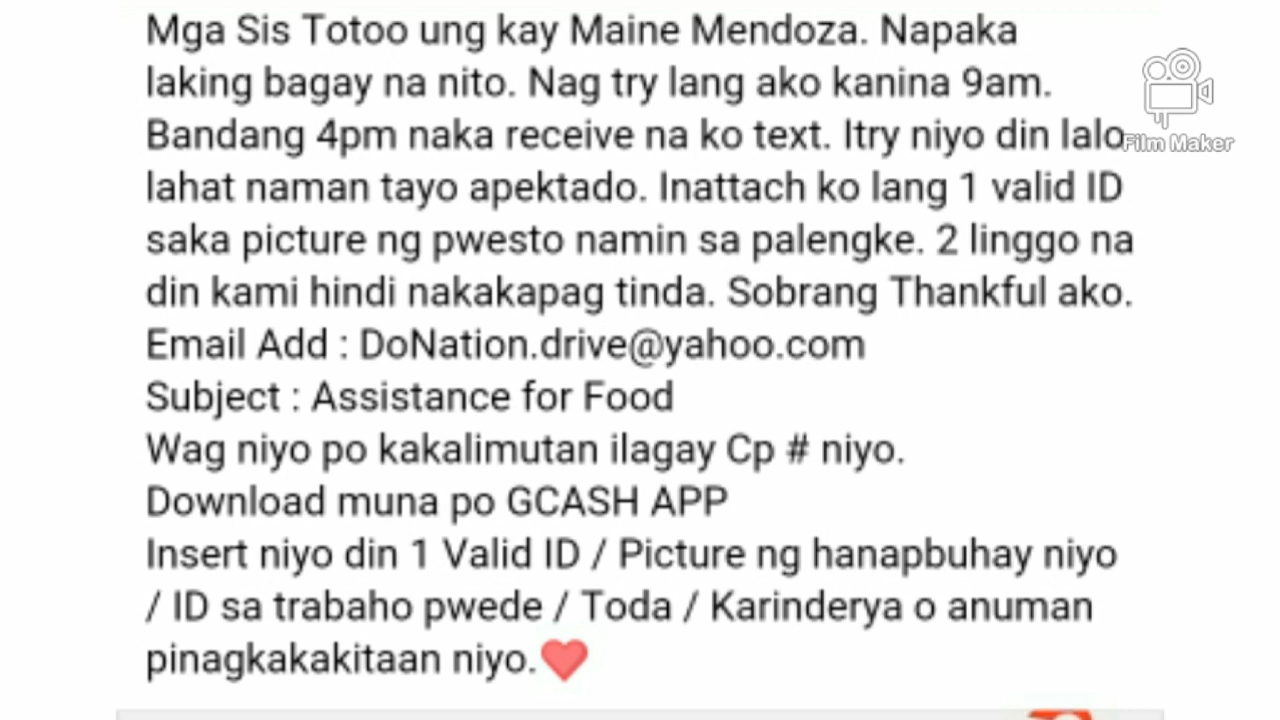 Mga Sis Totoo ung kay Maine Mendoza. Napaka
laking bagay na nito. Nag try lang ako kanina 9am.
Bandang 4pm naka receive na ko text. Itry niyo din lalo
lahat naman tayo apektado. Inattach ko lang 1 valid ID
saka picture ng pwesto namin sa palengke. 2 linggo na
din kami hindi nakakapag tinda. Sobrang Thankful ako.
Email Add : DoNation.drive@yahoo.com
Subject : Assistance for Food
Wag niyo po kakalimutan ilagay Cp # niyo.
Download muna po GCASH APP
Insert niyo din 1 Valid ID / Picture ng hanapbuhay niyo
/ ID sa trabaho pwede / Toda / Karinderya o anuman
pinagkakakitaan niyo.❤
Film Maker